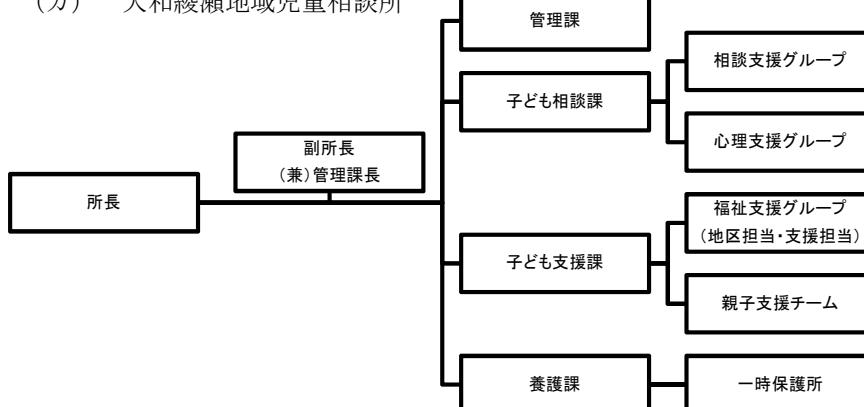 (カ) 大和綾瀬地域児童相談所
管理課
相談支援グループ
子ども相談課
心理支援グループ
副所長
(兼)管理課長
所長
福祉支援グループ
(地区担当・支援担当)
子ども支援課
親子支援チーム
養護課
一時保護所